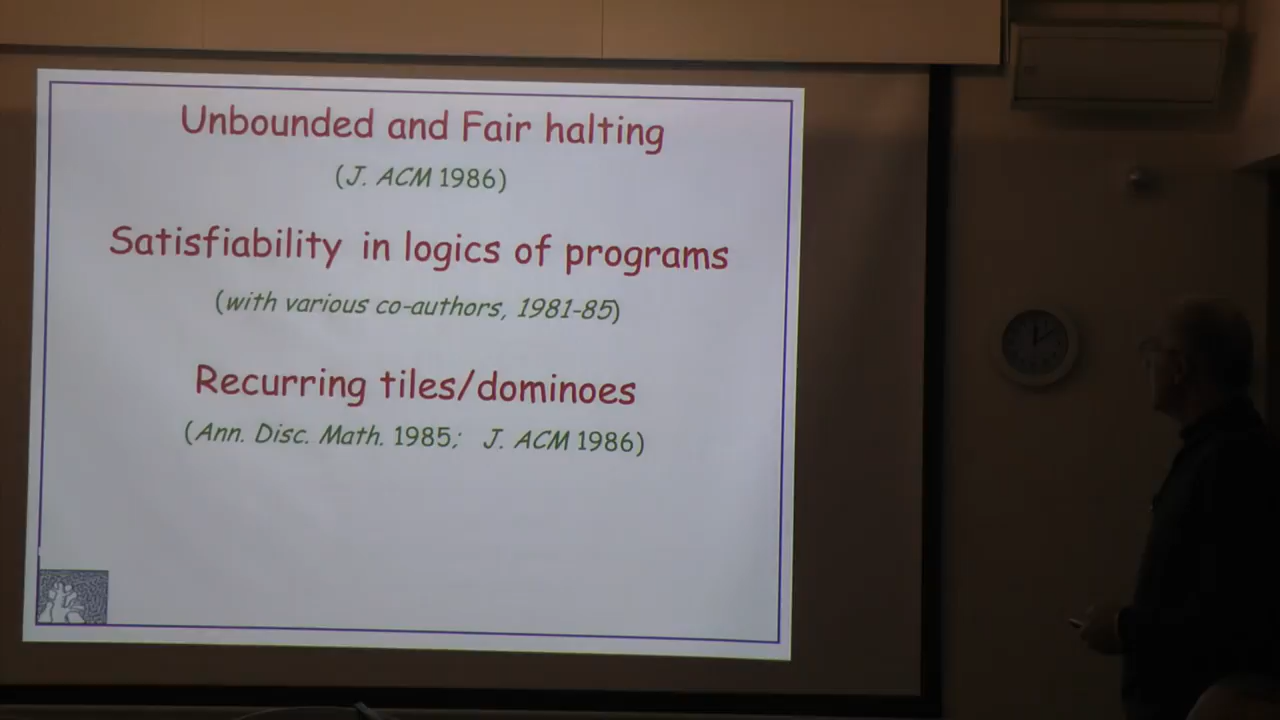 Unbounded and Fair halting
(J. ACM 1986)
Satisfiability in logics of programs
(with various co-authors, 1981-85)
Recurring tiles/dominoes
(Ann. Disc. Math. 1985; J. ACM 1986)